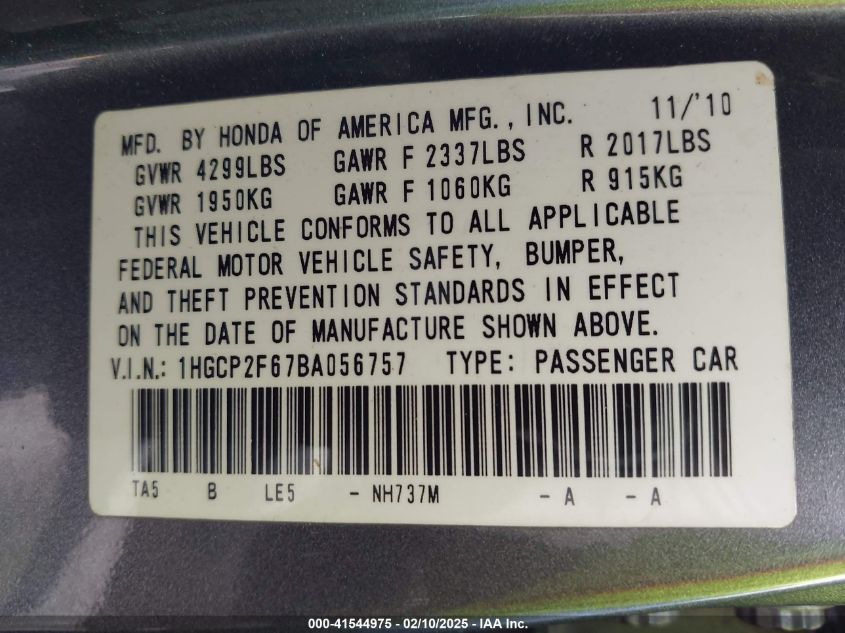 MFD. BY HONDA OF AMERICA MFG., INC. 11/'10
GVWR 4299LBS GAWR F 2337LBS R 2017LBS
GVWR 1950KG GAWR F 1060KG R 915KG
THIS VEHICLE CONFORMS TO ALL APPLICABLE
FEDERAL MOTOR VEHICLE SAFETY, BUMPER,
AND THEFT PREVENTION STANDARDS IN EFFECT
ON THE DATE OF MANUFACTURE SHOWN ABOVE.
V.I.N.: 1HGCP2F67BA056757 TYPE: PASSENGER CAR
TA5 B LE5 - NH737M - A - A
000-41544975 - 02/10/2025 - IAA Inc.